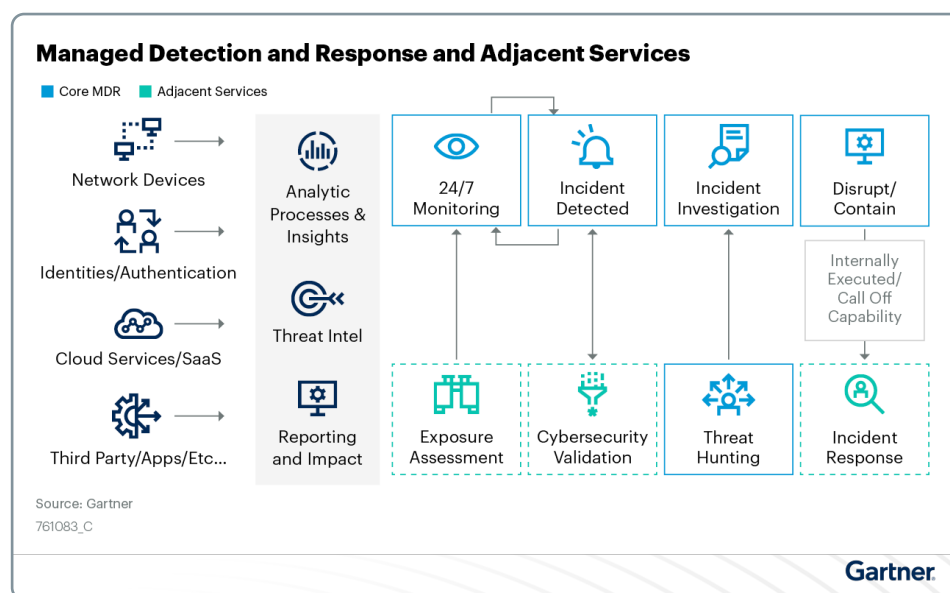 Managed Detection and Response and Adjacent Services
Core MDR
Adjacent Services
Network Devices
Identities/Authentication
Cloud Services/SaaS
Third Party/Apps/Etc...
Analytic
Processes &
Insights
Threat Intel
Reporting
and Impact
24/7
Monitoring
Incident
Detected
Incident
Investigation
Disrupt/
Contain
Internally
Executed/
Call Off
Capability
Exposure
Assessment
Cybersecurity
Validation
Threat
Hunting
Incident
Response
Source: Gartner
761083_C
Gartner